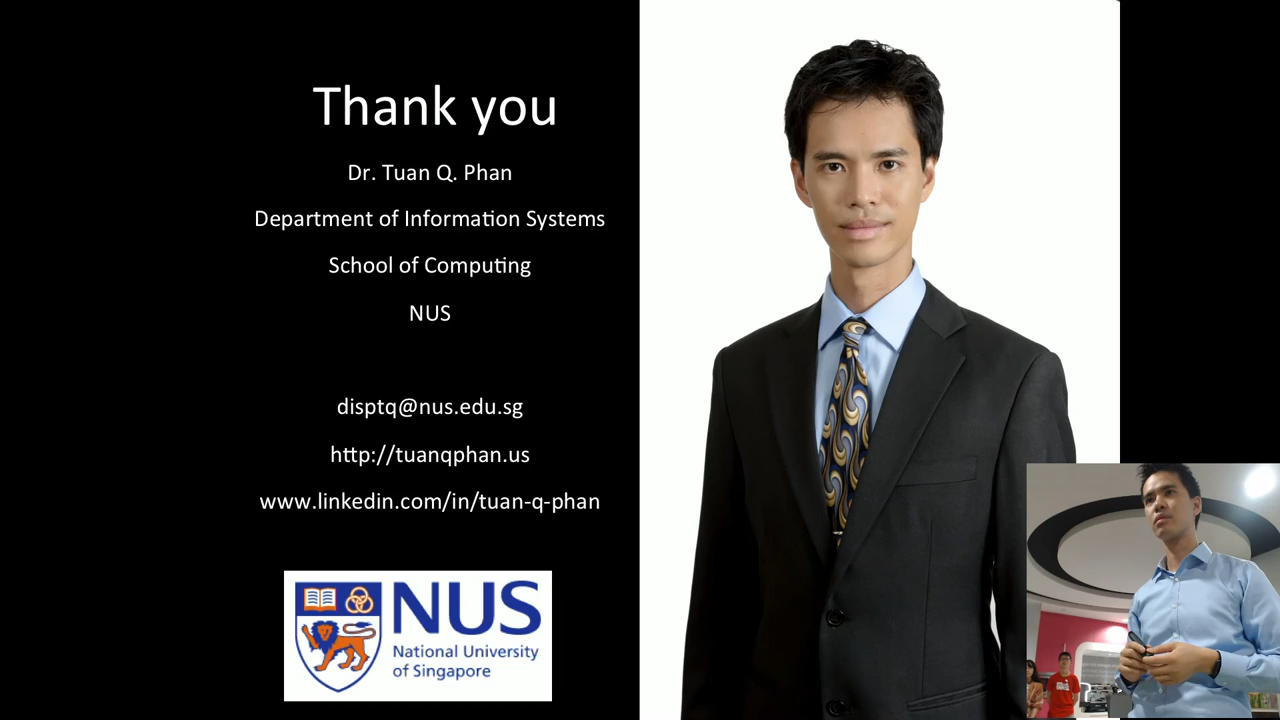 Thank you
Dr. Tuan Q. Phan
Department of Information Systems
School of Computing
NUS
disptq@nus.edu.sg
http://tuanqphan.us
www.linkedin.com/in/tuan-q-phan
NUS
National University
of Singapore